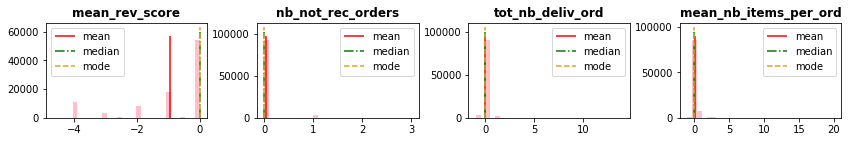 mean_rev_score
60000
40000
20000
0
−4
−2
0
mean
median
mode
nb_not_rec_orders
100000
50000
0
0
1
2
3
mean
median
mode
tot_nb_deliv_ord
100000
50000
0
0
5
10
mean
median
mode
mean_nb_items_per_ord
100000
50000
0
0
5
10
15
20
mean
median
mode